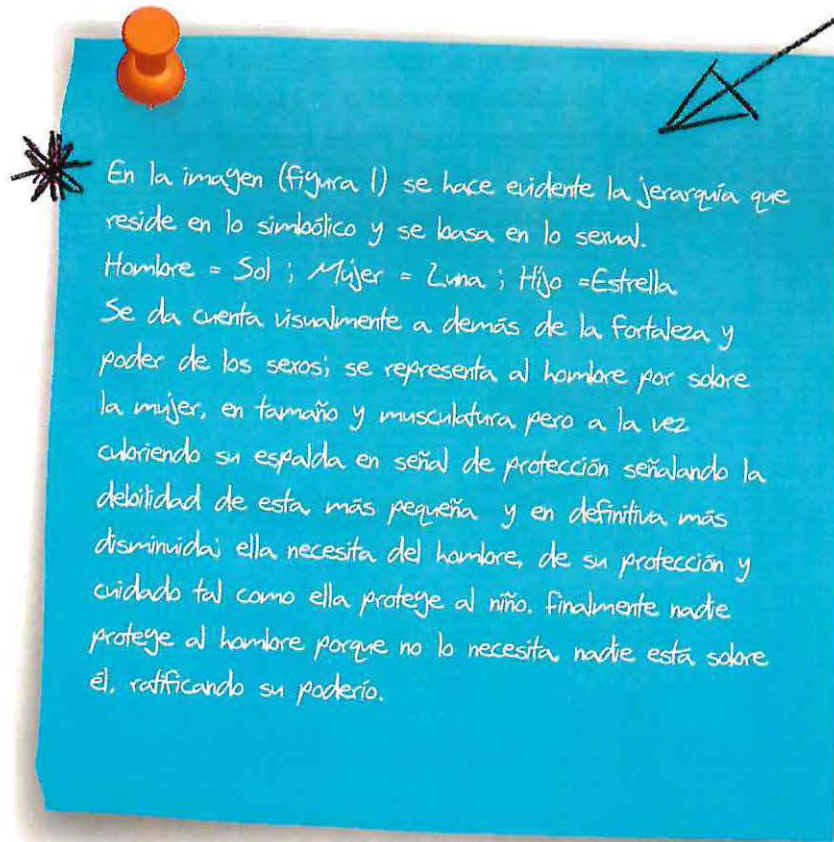 En la imagen (figura 1) se hace evidente la jerarquía que
reside en lo simbólico y se basa en lo sexual.
Hombre = Sol ; Mujer = Luna ; Hijo =Estrella
Se da cuenta visualmente a demás de la fortaleza y
poder de los sexos; se representa al hombre por sobre
la mujer, en tamaño y musculatura pero a la vez
cubriendo su espalda en señal de protección señalando la
debilidad de esta, más pequeña y en definitiva más
disminuida; ella necesita del hombre, de su protección y
cuidado tal como ella protege al niño. finalmente nadie
protege al hombre porque no lo necesita, nadie está sobre
él, ratificando su poderío.